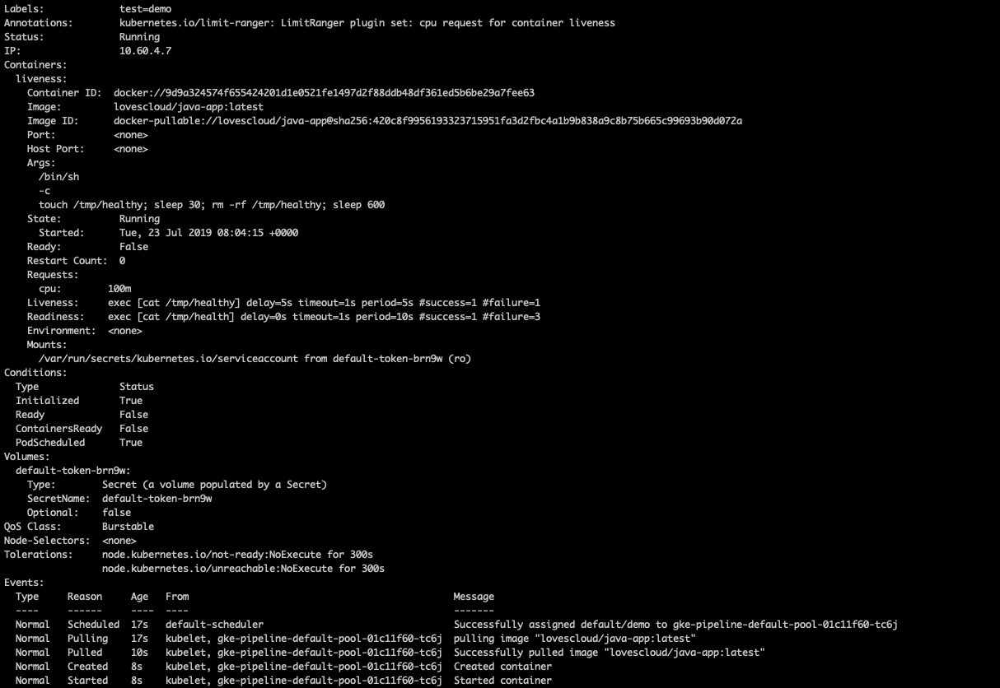 Labels:             test=demo
Annotations:        kubernetes.io/limit-ranger: LimitRanger plugin set: cpu request for container liveness
Status:             Running
IP:                 10.60.4.7
Containers:
  liveness:
    Container ID:  docker://9d9a324574f655424201d1e0521fe1497d2f88ddb48df361ed5b6be29a7fee63
    Image:         lovescloud/java-app:latest
    Image ID:      docker-pullable://lovescloud/java-app@sha256:420c8f9956193323715951fa3d2fbc4a1b9b838a9c8b75b665c99693b90d072a
    Port:          <none>
    Host Port:     <none>
    Args:
      /bin/sh
      -c
      touch /tmp/healthy; sleep 30; rm -rf /tmp/healthy; sleep 600
    State:          Running
      Started:      Tue, 23 Jul 2019 08:04:15 +0000
    Ready:          False
    Restart Count:  0
    Requests:
      cpu:        100m
    Liveness:     exec [cat /tmp/healthy] delay=5s timeout=1s period=5s #success=1 #failure=1
    Readiness:    exec [cat /tmp/health] delay=0s timeout=1s period=10s #success=1 #failure=3
    Environment:  <none>
    Mounts:
      /var/run/secrets/kubernetes.io/serviceaccount from default-token-brn9w (ro)
Conditions:
  Type              Status
  Initialized       True
  Ready             False
  ContainersReady   False
  PodScheduled      True
Volumes:
  default-token-brn9w:
    Type:        Secret (a volume populated by a Secret)
    SecretName:  default-token-brn9w
    Optional:    false
QoS Class:       Burstable
Node-Selectors:  <none>
Tolerations:     node.kubernetes.io/not-ready:NoExecute for 300s
                 node.kubernetes.io/unreachable:NoExecute for 300s
Events:
  Type    Reason     Age   From                                              Message
  ----    ------     ----  ----                                              -------
  Normal  Scheduled  17s   default-scheduler                                 Successfully assigned default/demo to gke-pipeline-default-pool-01c11f60-tc6j
  Normal  Pulling    17s   kubelet, gke-pipeline-default-pool-01c11f60-tc6j  pulling image "lovescloud/java-app:latest"
  Normal  Pulled     10s   kubelet, gke-pipeline-default-pool-01c11f60-tc6j  Successfully pulled image "lovescloud/java-app:latest"
  Normal  Created    8s    kubelet, gke-pipeline-default-pool-01c11f60-tc6j  Created container
  Normal  Started    8s    kubelet, gke-pipeline-default-pool-01c11f60-tc6j  Started container